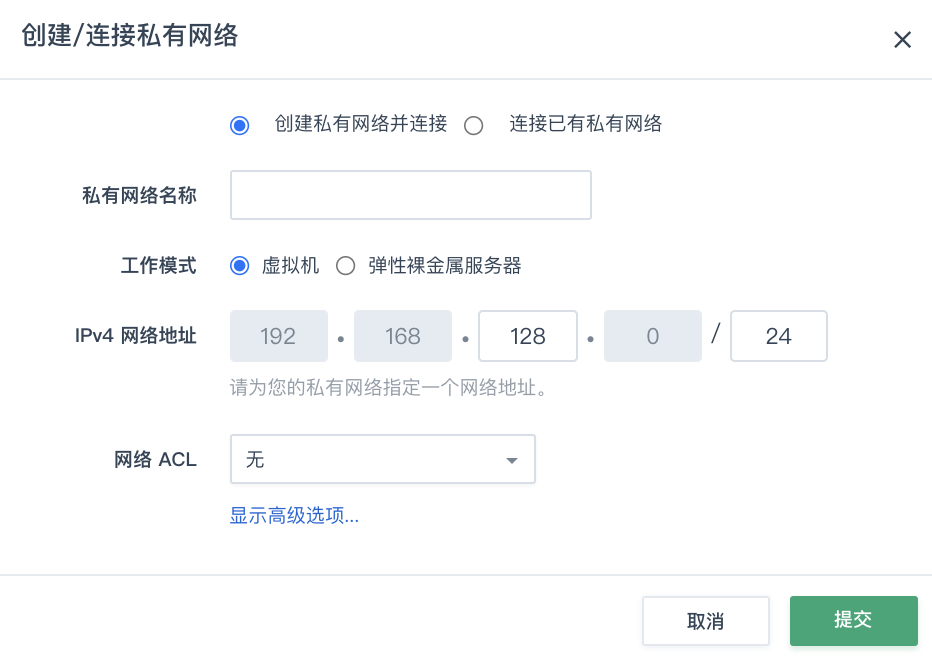 创建/连接私有网络
创建私有网络并连接 连接已有私有网络
私有网络名称
工作模式 虚拟机 弹性裸金属服务器
IPv4 网络地址 192 . 168 . 128 . 0 / 24
请为您的私有网络指定一个网络地址。
网络 ACL 无
显示高级选项...
取消 提交